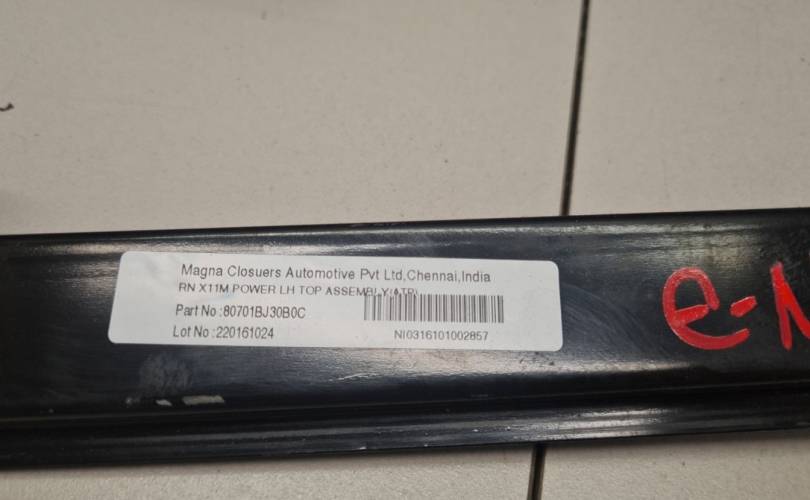 Magna Closuers Automotive Pvt Ltd,Chennai,India
RN X11M POWER LH TOP ASSEMBLY(ATP)
Part No :80701BJ30B0C
Lot No :220161024
NI0316101002857
e-N